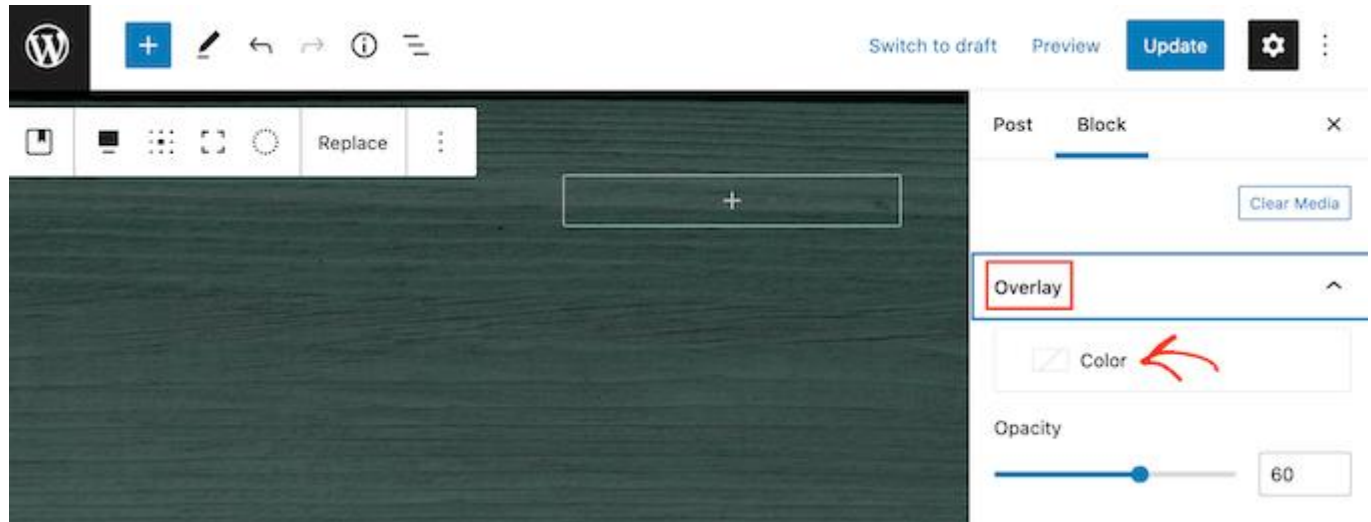 Switch to draft Preview Update
Replace
Post Block
Clear Media
Overlay
Color
Opacity
60